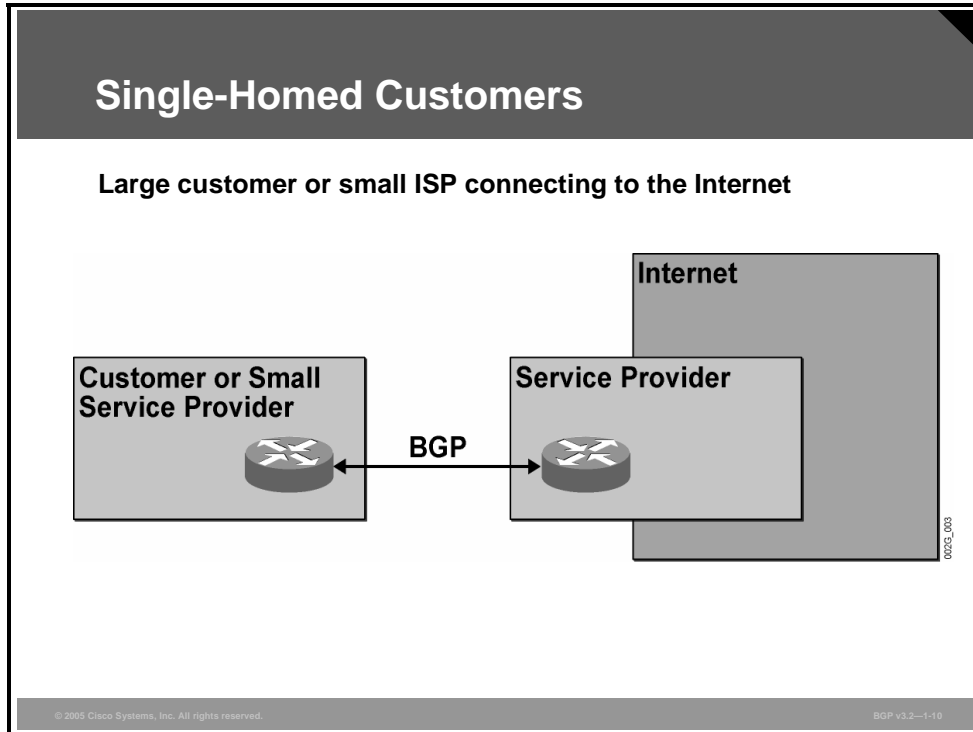 Single-Homed Customers
Large customer or small ISP connecting to the Internet
Internet
Customer or Small
Service Provider
Service Provider
BGP
002G_003
© 2005 Cisco Systems, Inc. All rights reserved.
BGP v3.2—1-10